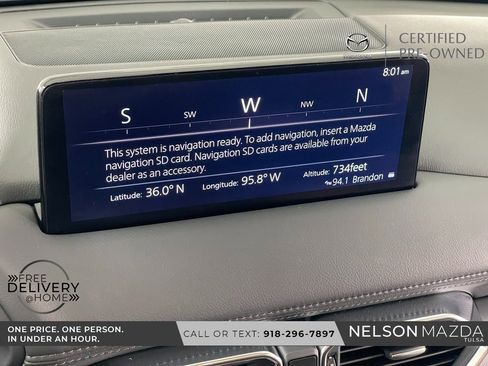 CERTIFIED
PRE-OWNED
8:01am
S SW W NW N
This system is navigation ready. To add navigation, insert a Mazda
navigation SD card. Navigation SD cards are available from your
dealer as an accessory.
Latitude: 36.0° N Longitude: 95.8° W Altitude: 734feet
94.1 Brandon
FREE
DELIVERY
@HOME
ONE PRICE. ONE PERSON.
IN UNDER AN HOUR.
CALL OR TEXT: 918-296-7897
NELSON MAZDA
TULSA